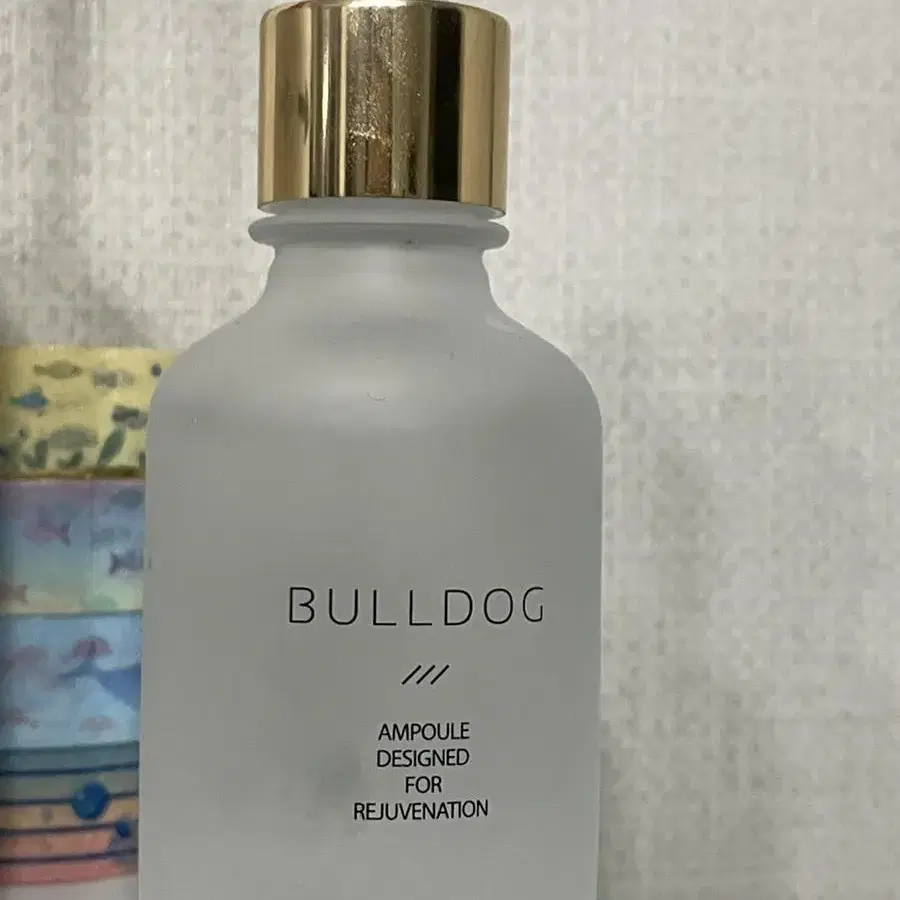 BULLDOG
///
AMPOULE
DESIGNED
FOR
REJUVENATION